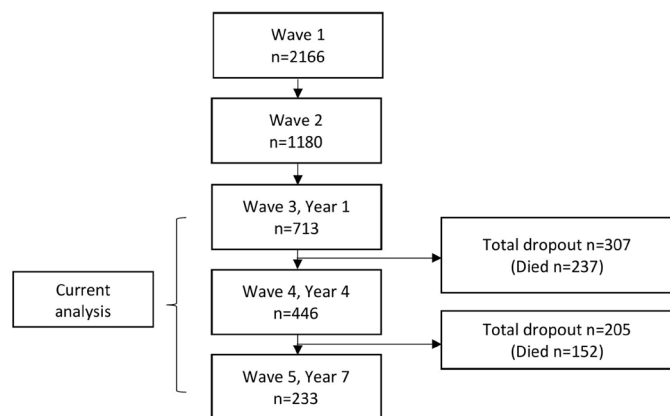 Wave 1
n=2166
Wave 2
n=1180
Wave 3, Year 1
n=713
Total dropout n=307
(Died n=237)
Current
analysis
Wave 4, Year 4
n=446
Total dropout n=205
(Died n=152)
Wave 5, Year 7
n=233